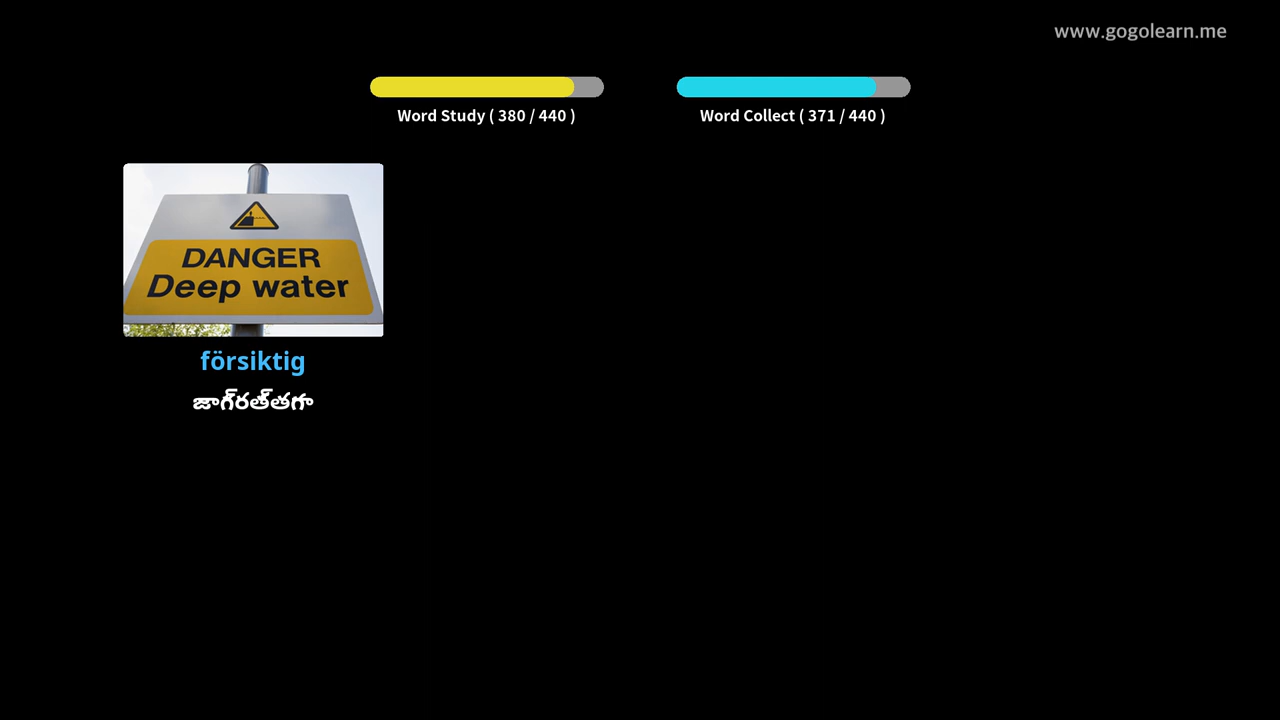 www.gogolearn.me
Word Study ( 380 / 440 )
Word Collect ( 371 / 440 )
DANGER
Deep water
försiktig
జాగ్రత్తగా